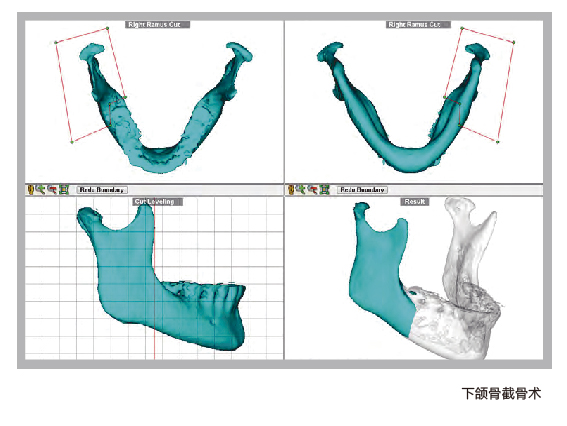 Right Ramus Cut
Right Ramus Cut
Redo Boundary
Redo Boundary
Cut Leveling
Result
下颌骨截骨术